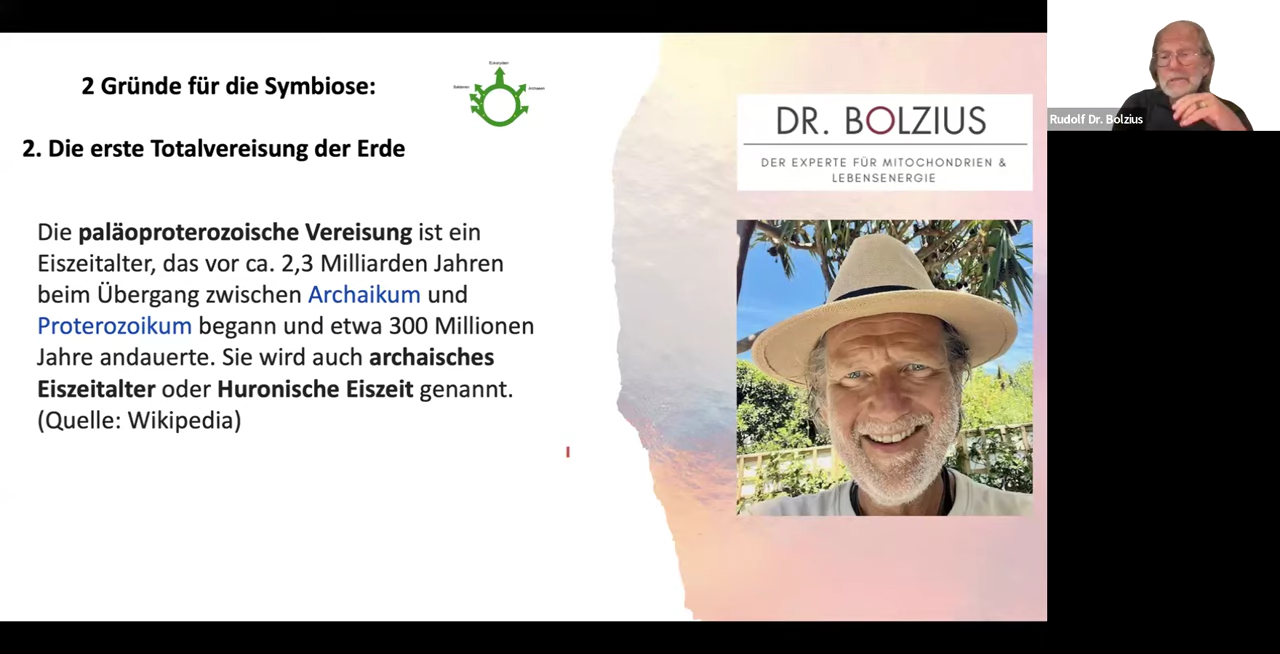 2 Gründe für die Symbiose:
Eukaryoten
Bakterien
Archaeen
2. Die erste Totalvereisung der Erde
Die paläoproterozoische Vereisung ist ein
Eiszeitalter, das vor ca. 2,3 Milliarden Jahren
beim Übergang zwischen Archaikum und
Proterozoikum begann und etwa 300 Millionen
Jahre andauerte. Sie wird auch archaisches
Eiszeitalter oder Huronische Eiszeit genannt.
(Quelle: Wikipedia)
DR. BOLZIUS
DER EXPERTE FÜR MITOCHONDRIEN &
LEBENSENERGIE
Rudolf Dr. Bolzius